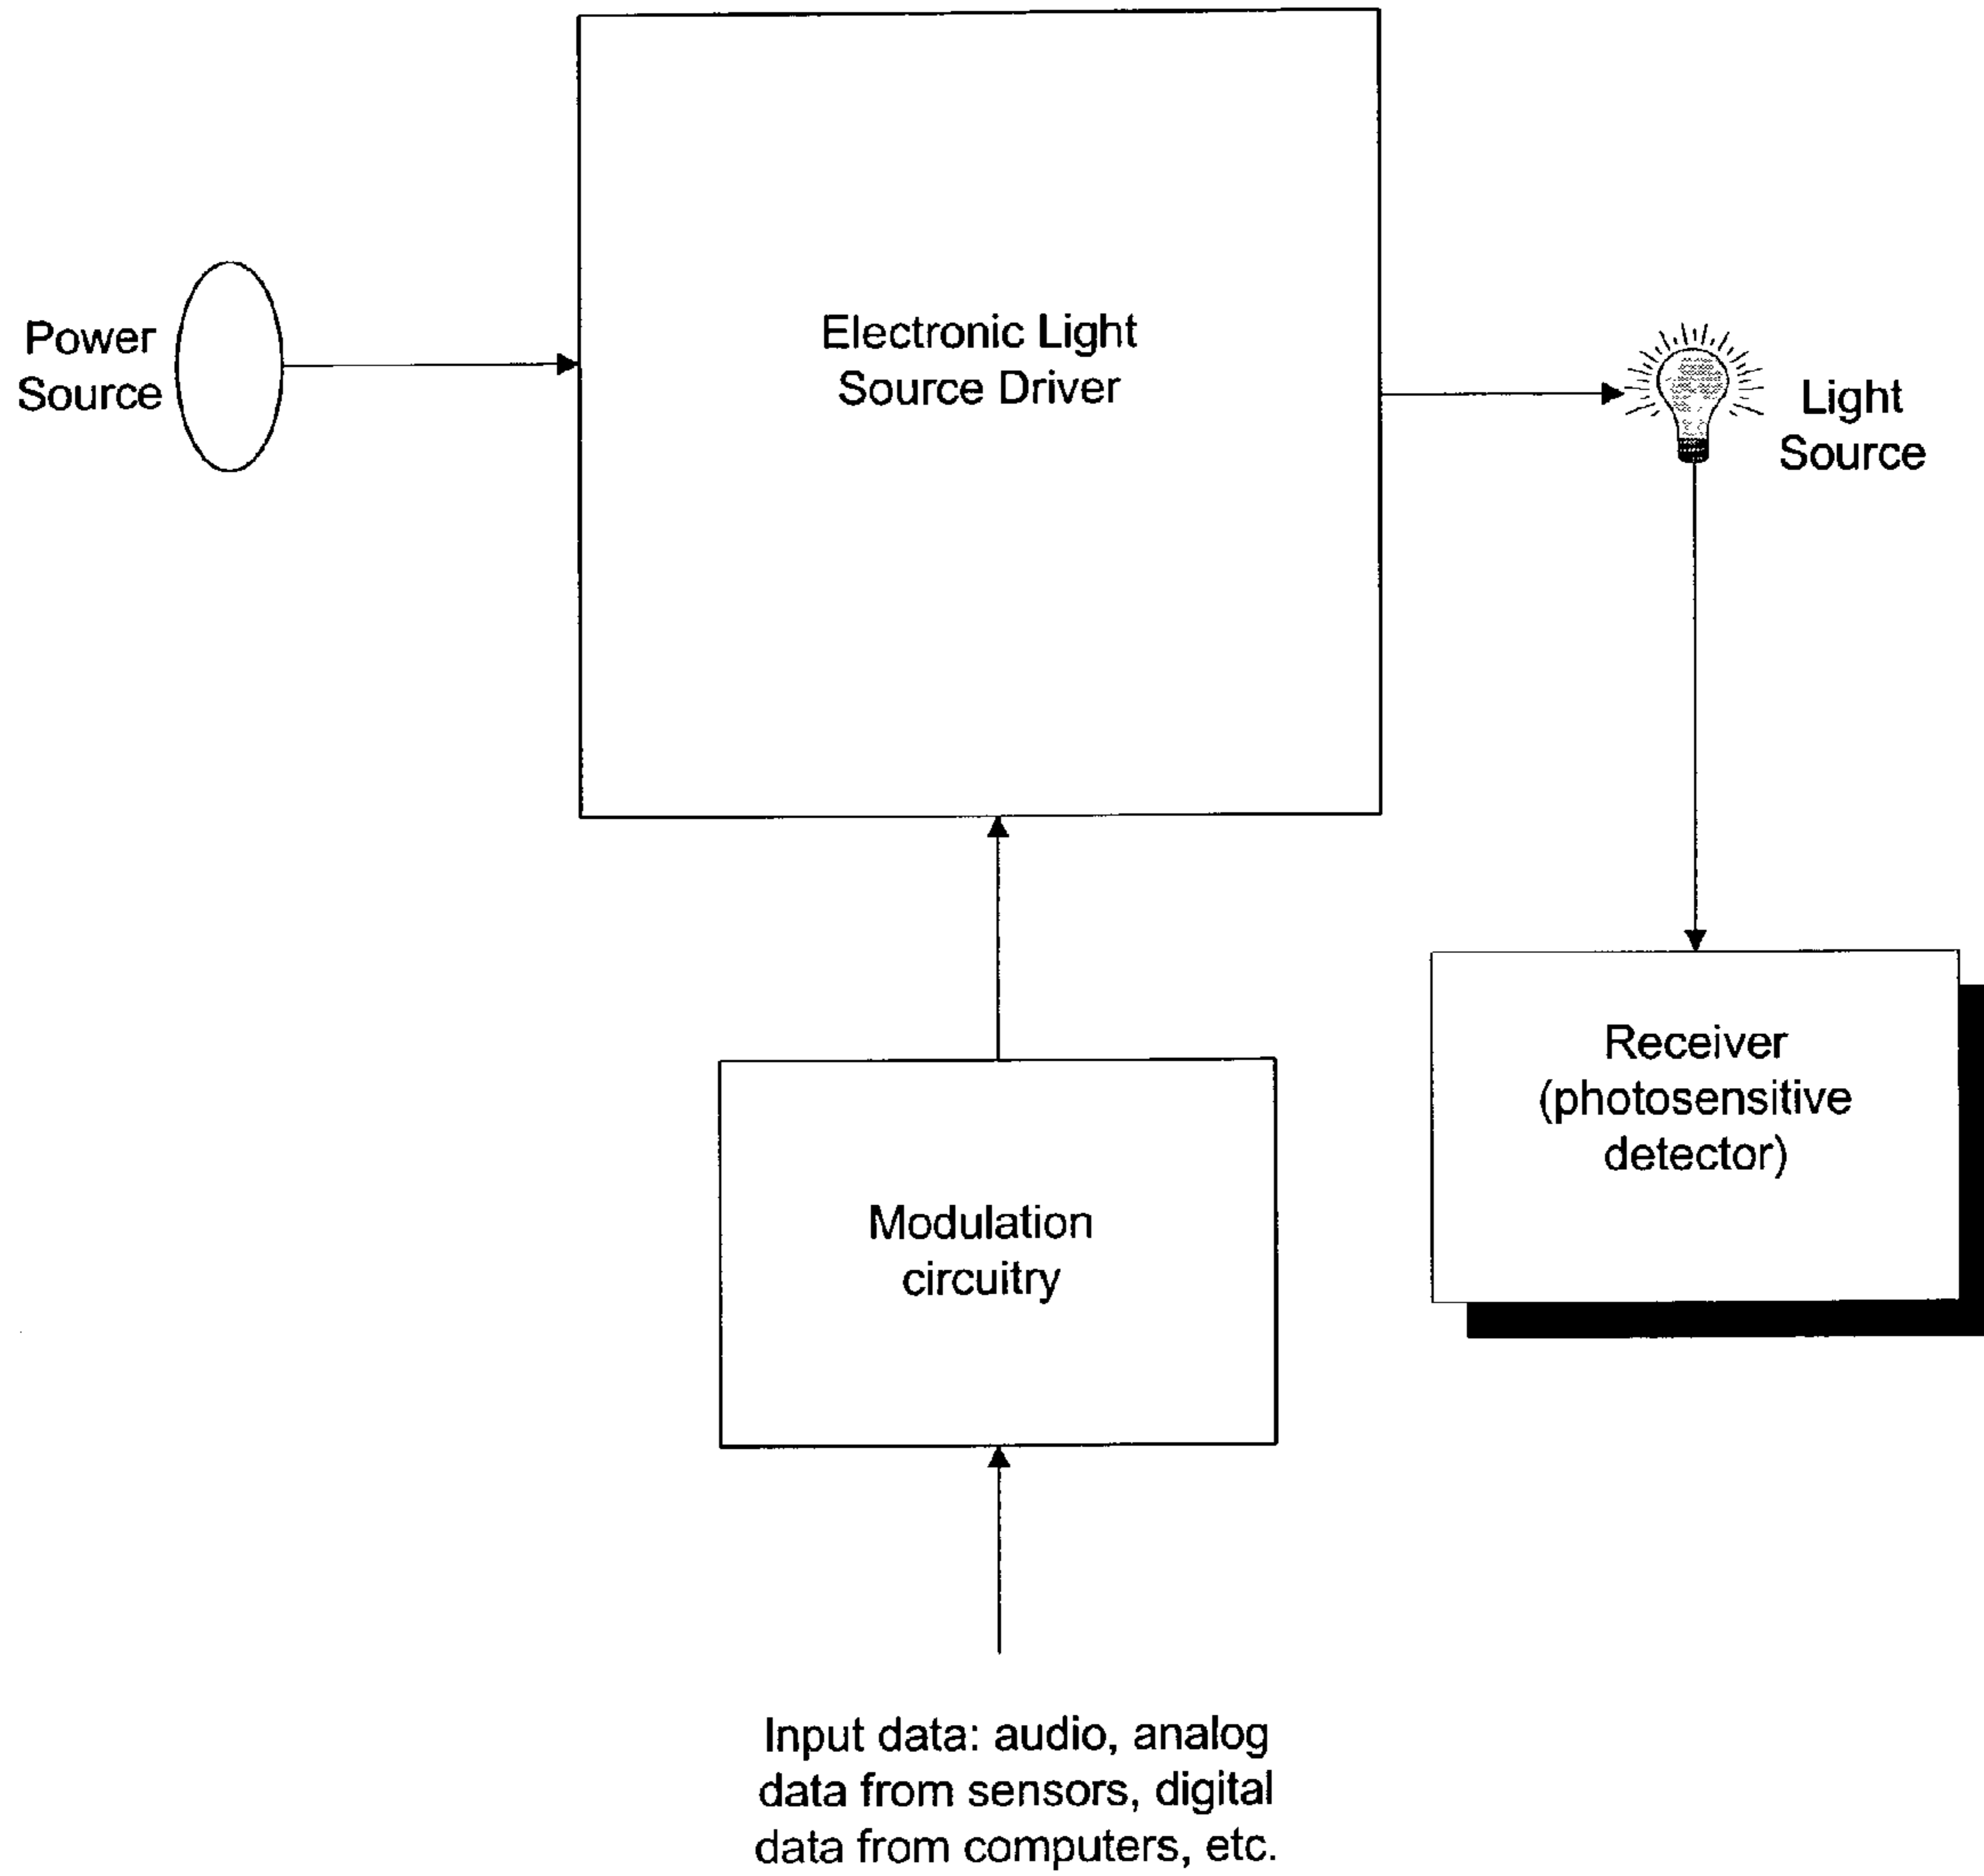 Power
Source
Electronic Light
Source Driver
Light
Source
Receiver
(photosensitive
detector)
Modulation
circuitry
Input data: audio, analog
data from sensors, digital
data from computers, etc.